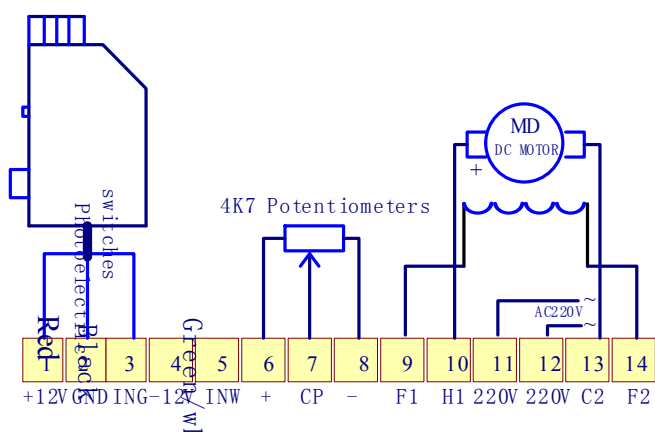 MD
DC MOTOR
+
switches
Photoelectric
4K7 Potentiometers
AC220V
~
~
Red
Black
Green/wh
1 2 3 4 5 6 7 8 9 10 11 12 13 14
+12V GND ING -12V INW + CP - F1 H1 220V 220V C2 F2